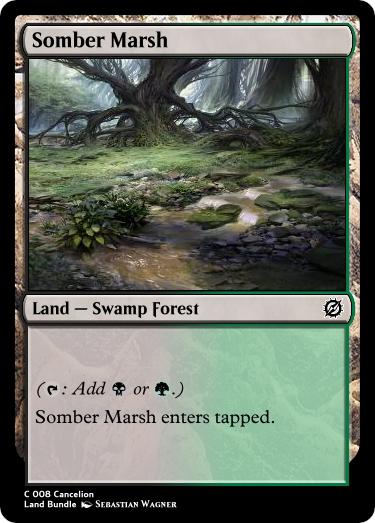 Somber Marsh
Land — Swamp Forest
(: Add or .)
Somber Marsh enters tapped.
C 008 Cancelion
Land Bundle Sebastian Wagner